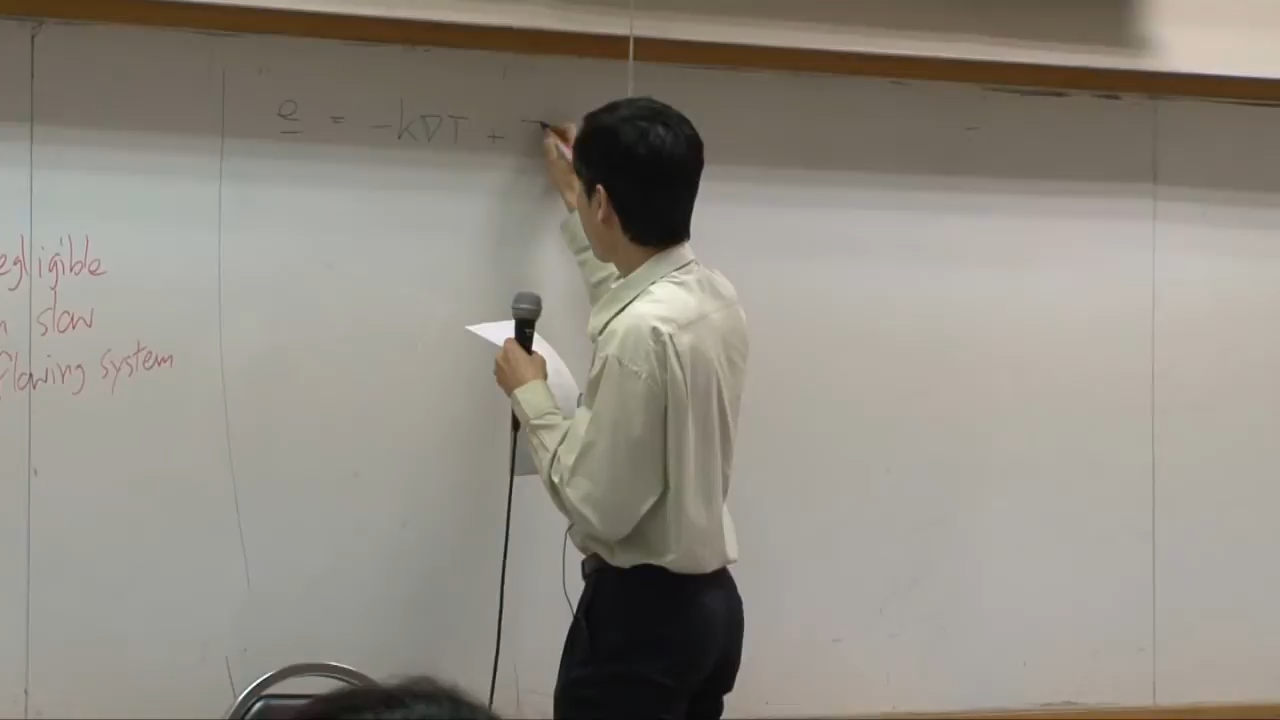 e = -k∇T +
egligible
n slow
flowing system